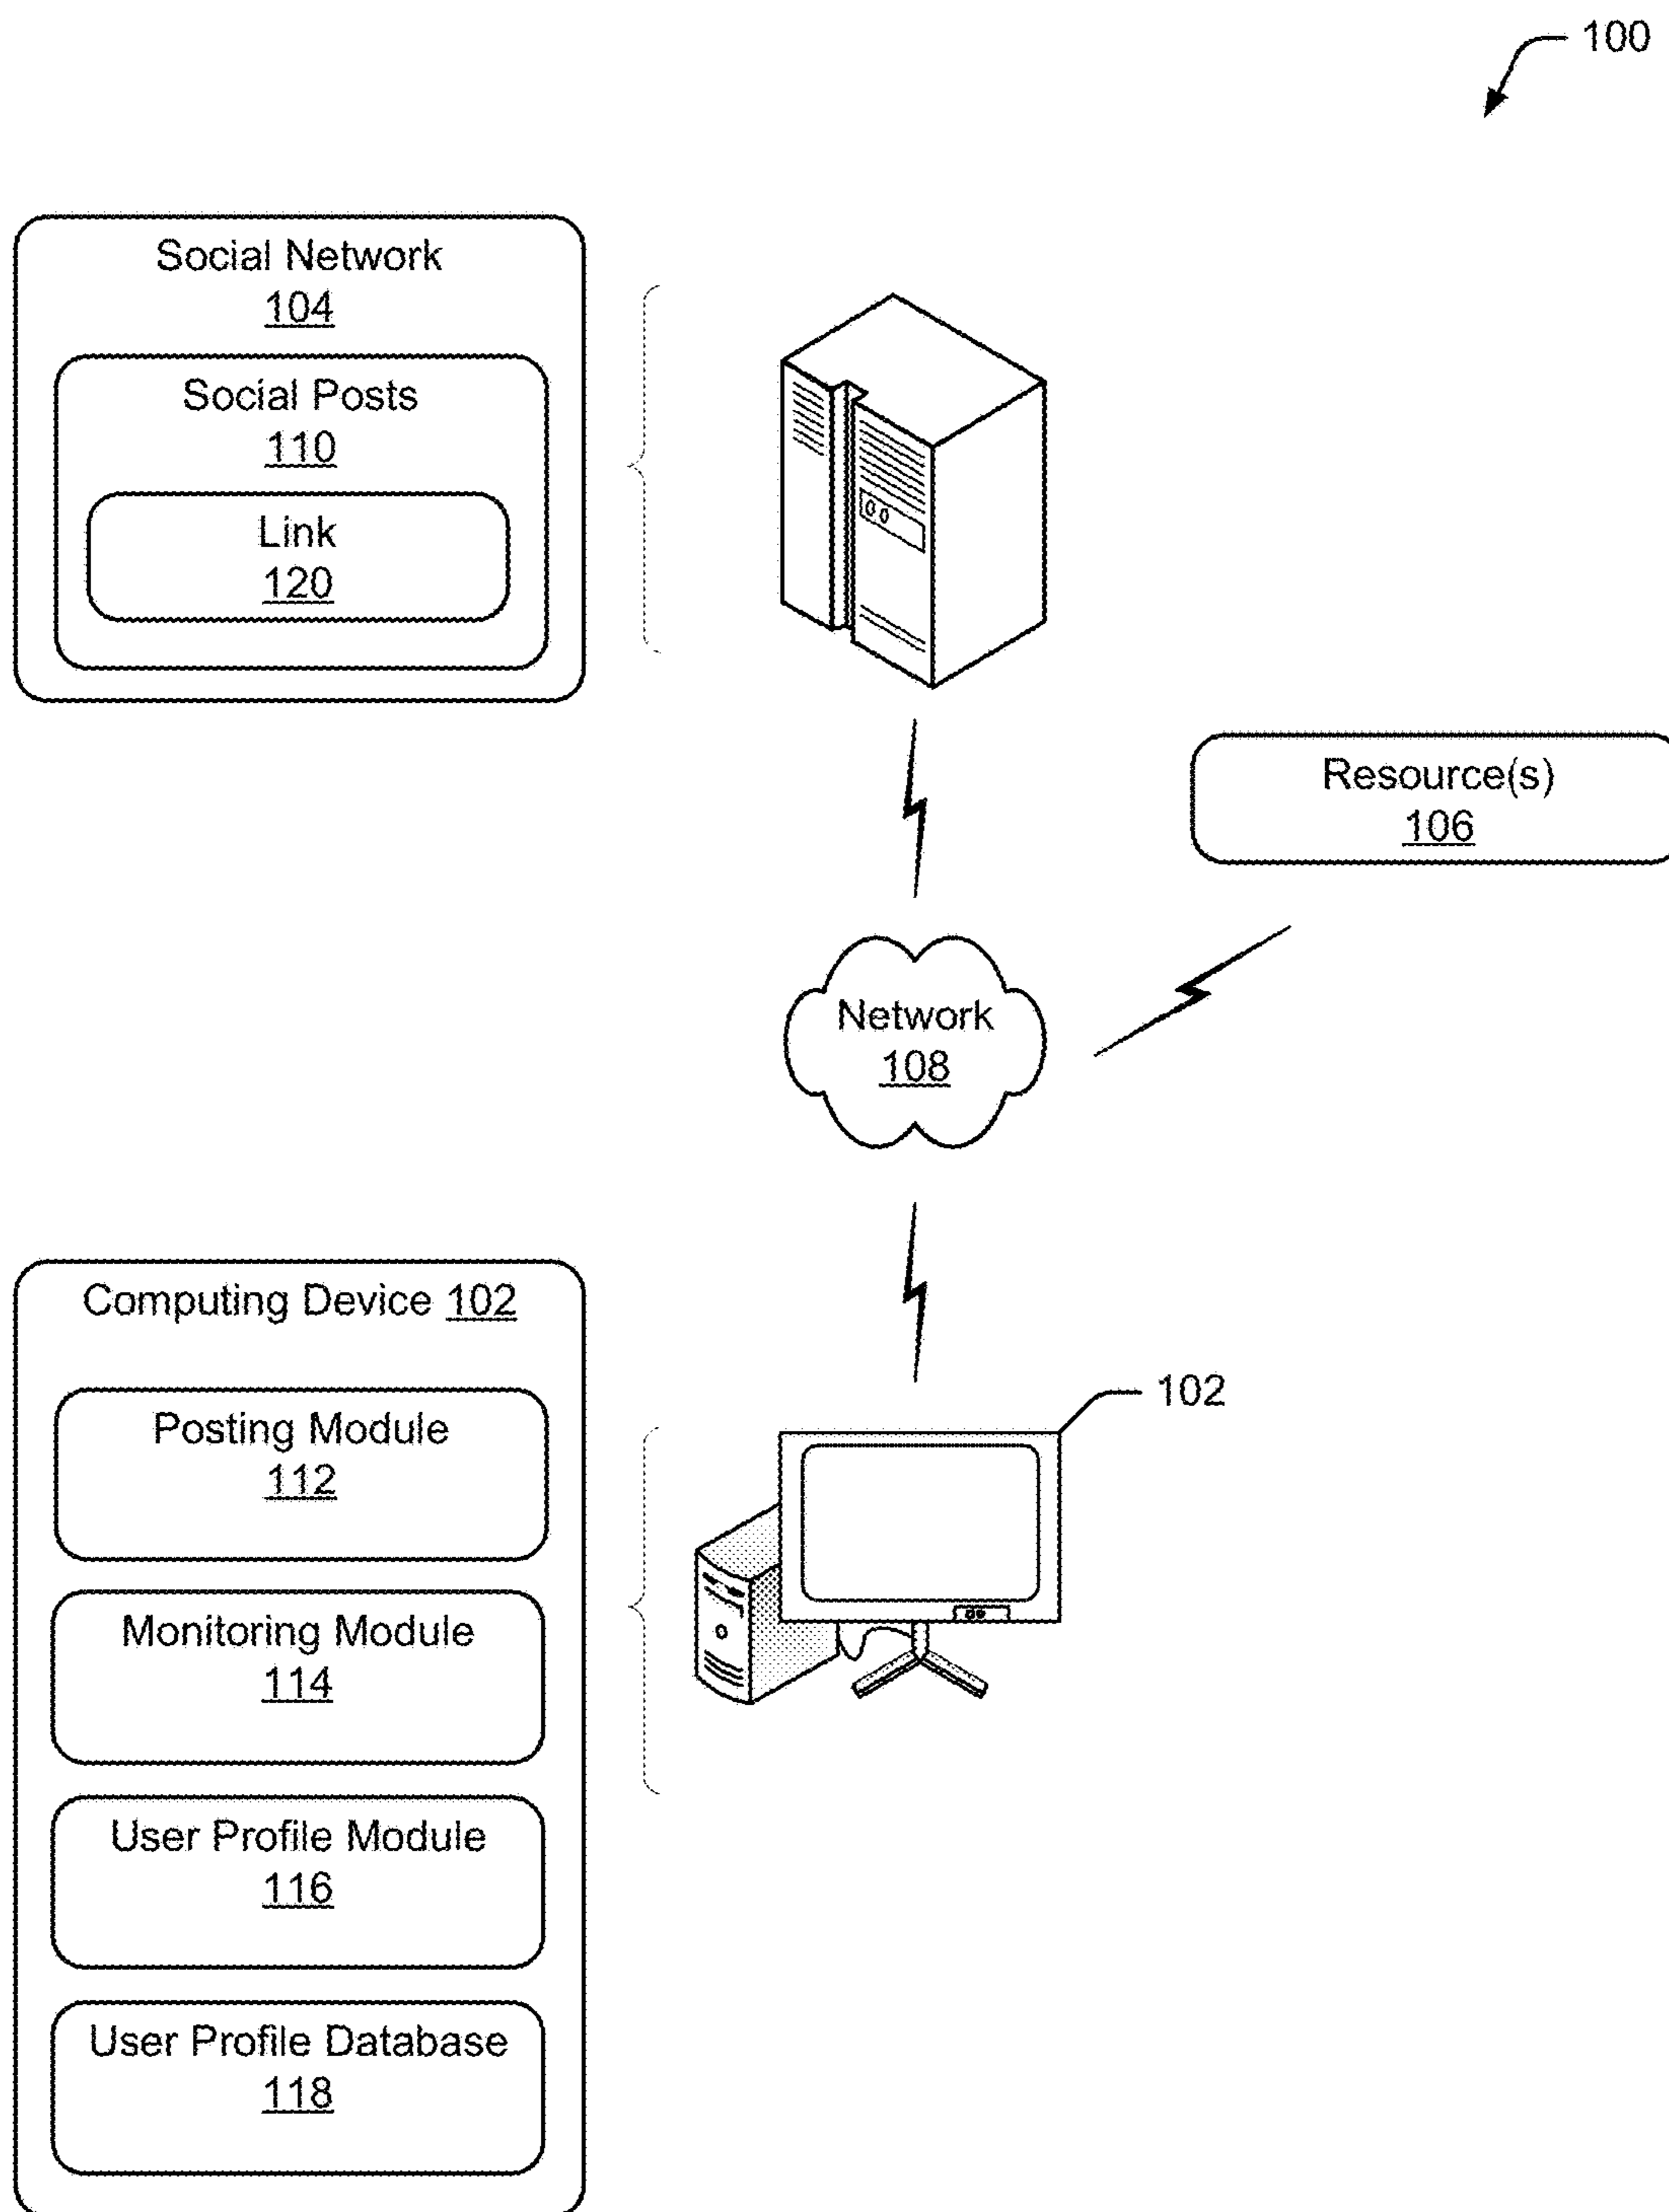 100
Social Network
104
Social Posts
110
Link
120
Resource(s)
106
Network
108
Computing Device 102
102
Posting Module
112
Monitoring Module
114
User Profile Module
116
User Profile Database
118